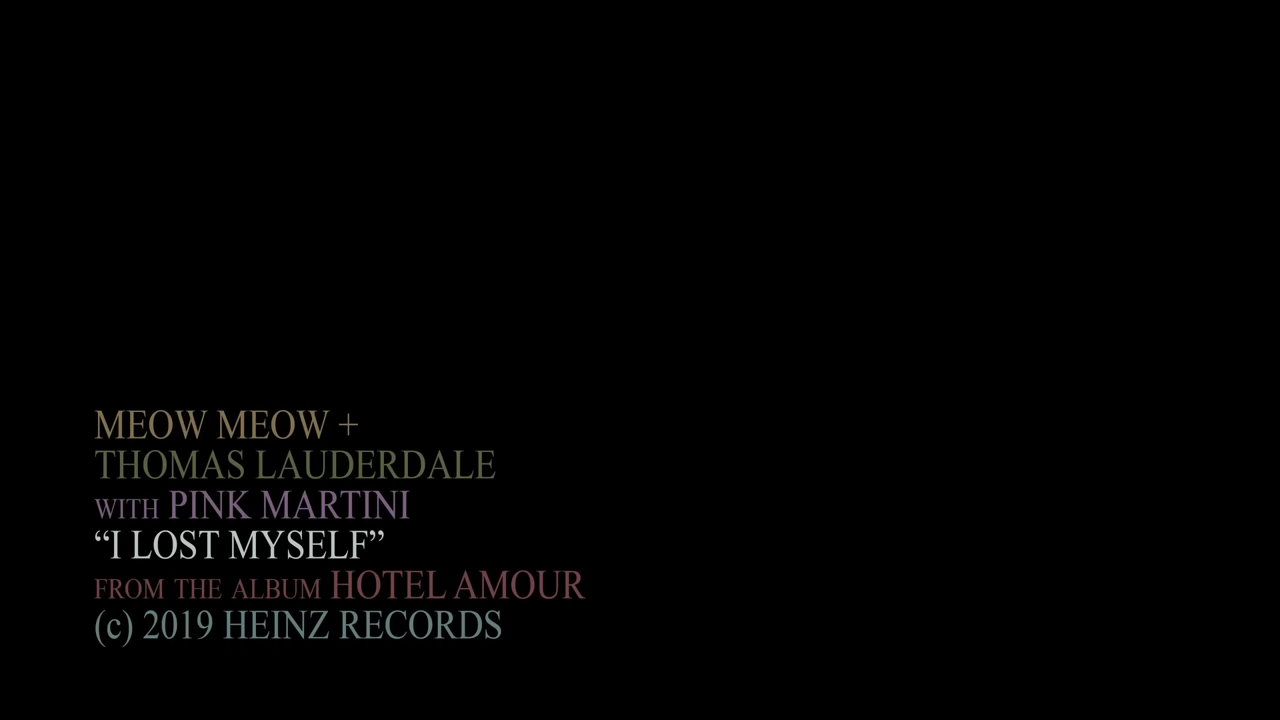 MEOW MEOW +
THOMAS LAUDERDALE
WITH PINK MARTINI
“I LOST MYSELF”
FROM THE ALBUM HOTEL AMOUR
(c) 2019 HEINZ RECORDS